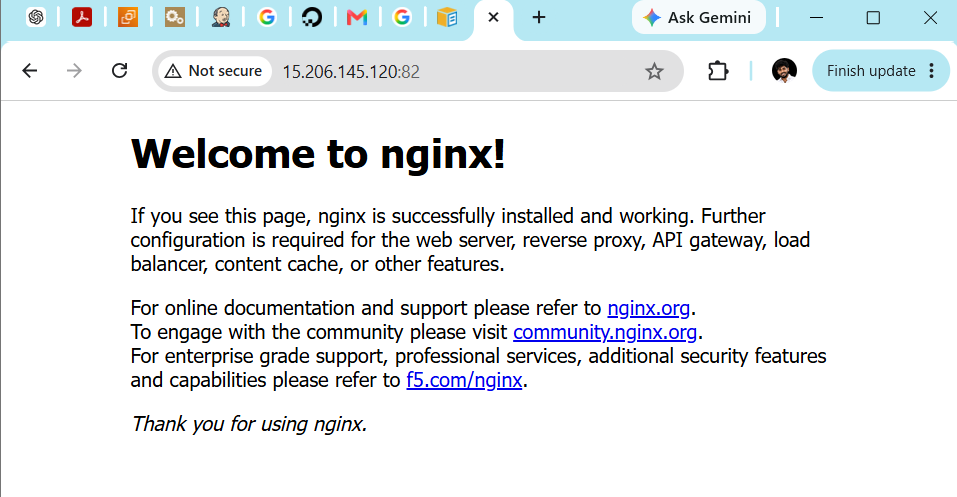 Ask Gemini
Not secure
15.206.145.120:82
Finish update
Welcome to nginx!
If you see this page, nginx is successfully installed and working. Further
configuration is required for the web server, reverse proxy, API gateway, load
balancer, content cache, or other features.
For online documentation and support please refer to nginx.org.
To engage with the community please visit community.nginx.org.
For enterprise grade support, professional services, additional security features
and capabilities please refer to f5.com/nginx.
Thank you for using nginx.